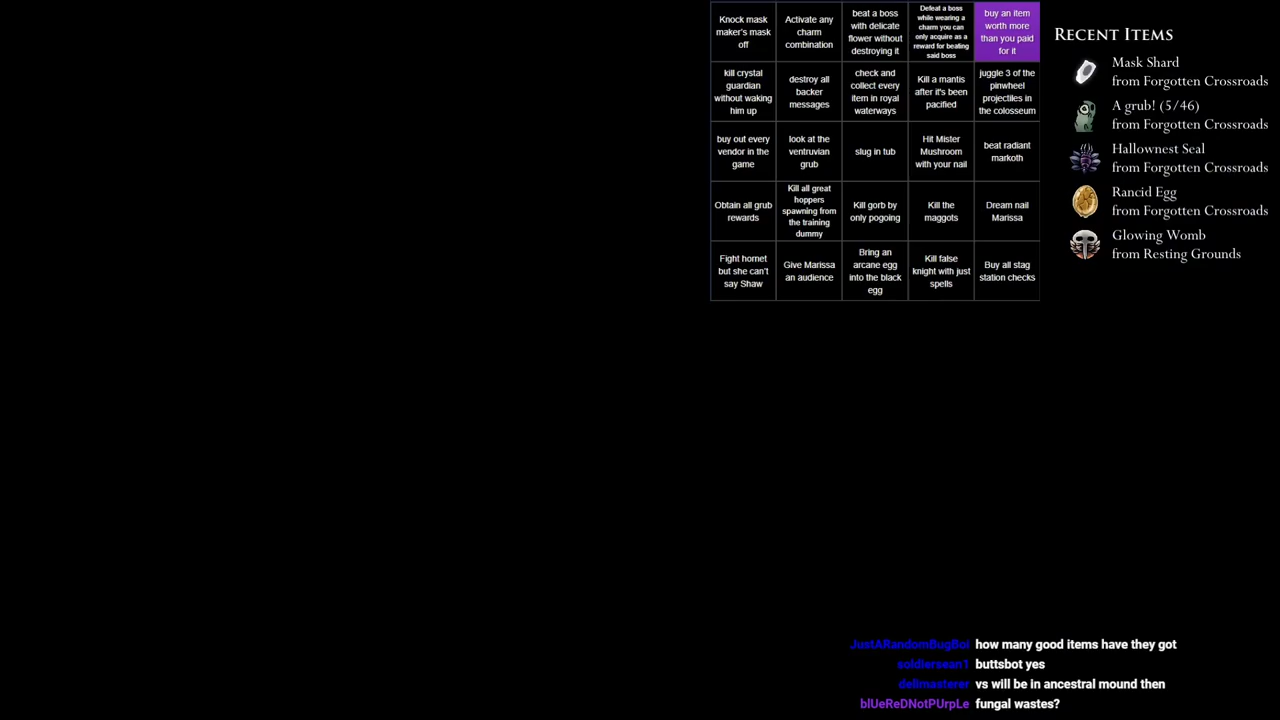 Knock mask
maker's mask
off
Activate any
charm
combination
beat a boss
with delicate
flower without
destroying it
Defeat a boss
while wearing a
charm you can
only acquire as a
reward for beating
said boss
buy an item
worth more
than you paid
for it
kill crystal
guardian
without waking
him up
destroy all
backer
messages
check and
collect every
item in royal
waterways
Kill a mantis
after it's been
pacified
juggle 3 of the
pinwheel
projectiles in
the colosseum
buy out every
vendor in the
game
look at the
ventruvian
grub
slug in tub
Hit Mister
Mushroom
with your nail
beat radiant
markoth
Obtain all grub
rewards
Kill all great
hoppers
spawning from
the training
dummy
Kill gorb by
only pogoing
Kill the
maggots
Dream nail
Marissa
Fight hornet
but she can't
say Shaw
Give Marissa
an audience
Bring an
arcane egg
into the black
egg
Kill false
knight with just
spells
Buy all stag
station checks
RECENT ITEMS
Mask Shard
from Forgotten Crossroads
A grub! (5/46)
from Forgotten Crossroads
Hallownest Seal
from Forgotten Crossroads
Rancid Egg
from Forgotten Crossroads
Glowing Womb
from Resting Grounds
JustARandomBugBoi how many good items have they got
soldiersean1 buttsbot yes
delimasterer vs will be in ancestral mound then
blUeReDNotPUrpLe fungal wastes?